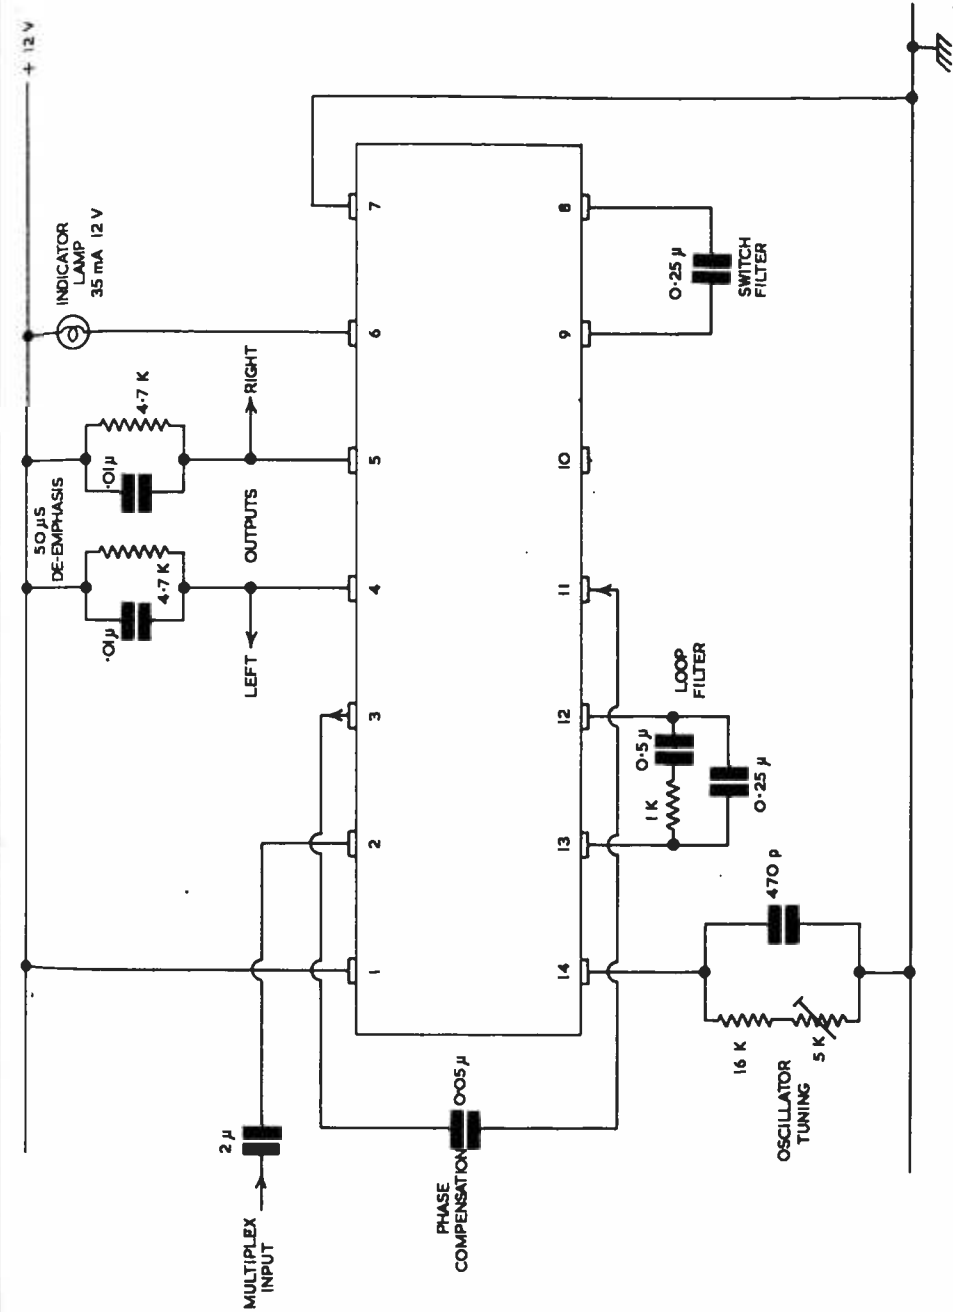 + 12 V
INDICATOR
LAMP
35 mA 12 V
50 µS
DE-EMPHASIS
4·7 K
·01µ
4·7 K
·01µ
RIGHT
OUTPUTS
LEFT
1
2
3
4
5
6
7
14
13
12
11
10
9
8
2 µ
MULTIPLEX
INPUT
0·05µ
PHASE
COMPENSATION
16 K
5 K
OSCILLATOR
TUNING
470 p
1 K
0·5 µ
0·25 µ
LOOP
FILTER
0·25 µ
SWITCH
FILTER